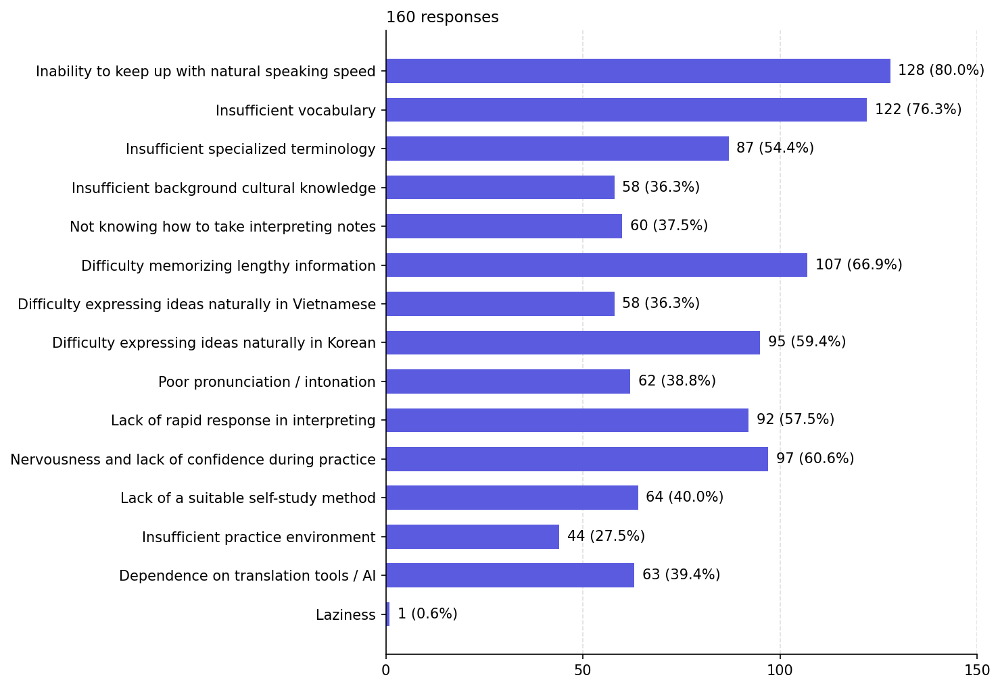 160 responses
Inability to keep up with natural speaking speed 128 (80.0%)
Insufficient vocabulary 122 (76.3%)
Insufficient specialized terminology 87 (54.4%)
Insufficient background cultural knowledge 58 (36.3%)
Not knowing how to take interpreting notes 60 (37.5%)
Difficulty memorizing lengthy information 107 (66.9%)
Difficulty expressing ideas naturally in Vietnamese 58 (36.3%)
Difficulty expressing ideas naturally in Korean 95 (59.4%)
Poor pronunciation / intonation 62 (38.8%)
Lack of rapid response in interpreting 92 (57.5%)
Nervousness and lack of confidence during practice 97 (60.6%)
Lack of a suitable self-study method 64 (40.0%)
Insufficient practice environment 44 (27.5%)
Dependence on translation tools / AI 63 (39.4%)
Laziness 1 (0.6%)
0 50 100 150